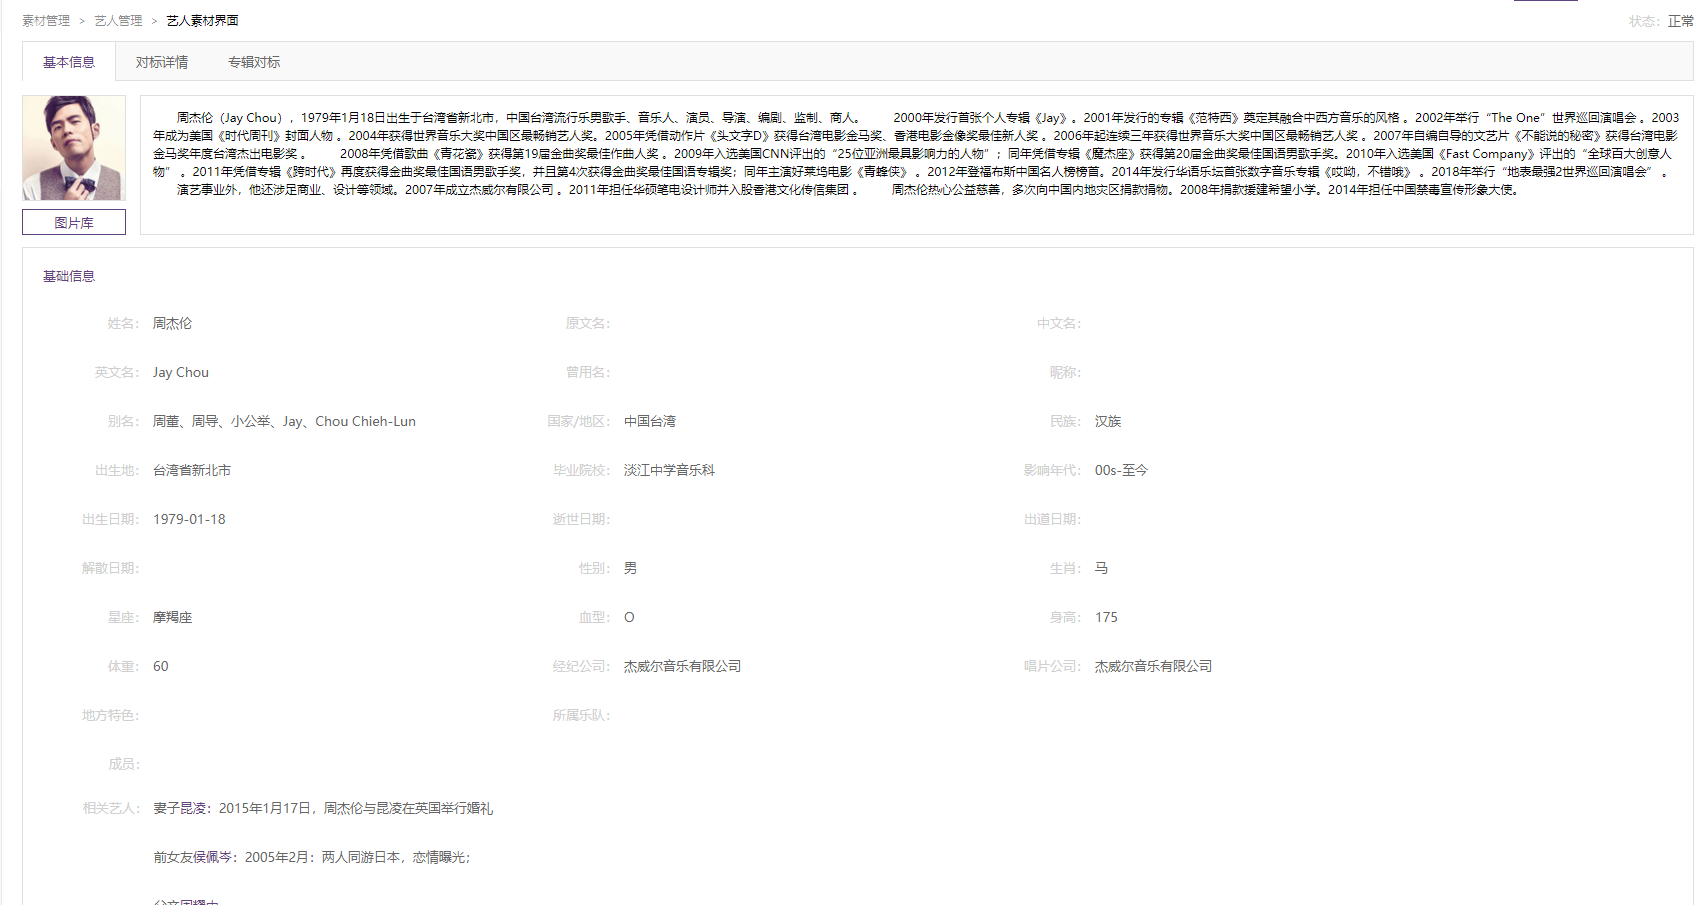 素材管理 > 艺人管理 > 艺人素材界面
状态：正常
基本信息 对标详情 专辑对标
周杰伦（Jay Chou），1979年1月18日出生于台湾省新北市，中国台湾流行乐男歌手、音乐人、演员、导演、编剧、监制、商人。 2000年发行首张个人专辑《Jay》。2001年发行的专辑《范特西》奠定其融合中西方音乐的风格 。2002年举行“The One”世界巡回演唱会 。2003
年成为美国《时代周刊》封面人物 。2004年获得世界音乐大奖中国区最畅销艺人奖。2005年凭借动作片《头文字D》获得台湾电影金马奖、香港电影金像奖最佳新人奖 。2006年起连续三年获得世界音乐大奖中国区最畅销艺人奖 。2007年自编自导的文艺片《不能说的秘密》获得台湾电影
金马奖年度台湾杰出电影奖 。 2008年凭借歌曲《青花瓷》获得第19届金曲奖最佳作曲人奖 。2009年入选美国CNN评出的“25位亚洲最具影响力的人物”；同年凭借专辑《魔杰座》获得第20届金曲奖最佳国语男歌手奖。2010年入选美国《Fast Company》评出的“全球百大创意人
物” 。2011年凭借专辑《跨时代》再度获得金曲奖最佳国语男歌手奖，并且第4次获得金曲奖最佳国语专辑奖；同年主演好莱坞电影《青蜂侠》 。2012年登福布斯中国名人榜榜首。2014年发行华语乐坛首张数字音乐专辑《哎呦，不错哦》 。2018年举行“地表最强2世界巡回演唱会” 。
演艺事业外，他还涉足商业、设计等领域。2007年成立杰威尔有限公司 。2011年担任华硕笔电设计师并入股香港文化传信集团 。 周杰伦热心公益慈善，多次向中国内地灾区捐款捐物。2008年捐款援建希望小学。2014年担任中国禁毒宣传形象大使。
图片库
基础信息
姓名： 周杰伦 原文名： 中文名：
英文名： Jay Chou 曾用名： 昵称：
别名： 周董、周导、小公举、Jay、Chou Chieh-Lun 国家/地区： 中国台湾 民族： 汉族
出生地： 台湾省新北市 毕业院校： 淡江中学音乐科 影响年代： 00s-至今
出生日期： 1979-01-18 逝世日期： 出道日期：
解散日期： 性别： 男 生肖： 马
星座： 摩羯座 血型： O 身高： 175
体重： 60 经纪公司： 杰威尔音乐有限公司 唱片公司： 杰威尔音乐有限公司
地方特色： 所属乐队：
成员：
相关艺人： 妻子昆凌：2015年1月17日，周杰伦与昆凌在英国举行婚礼
前女友侯佩岑：2005年2月：两人同游日本，恋情曝光；